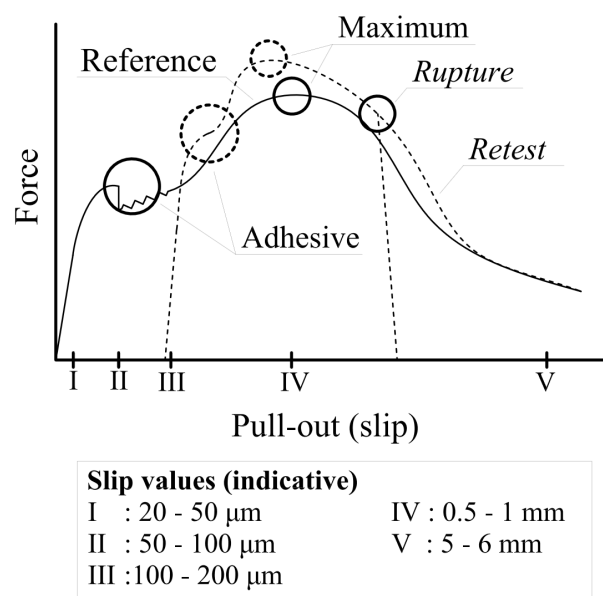 Maximum
Reference
Rupture
Retest
Force
Adhesive
I II III IV V
Pull-out (slip)
Slip values (indicative)
I : 20 - 50 μm
II : 50 - 100 μm
III :100 - 200 μm
IV : 0.5 - 1 mm
V : 5 - 6 mm